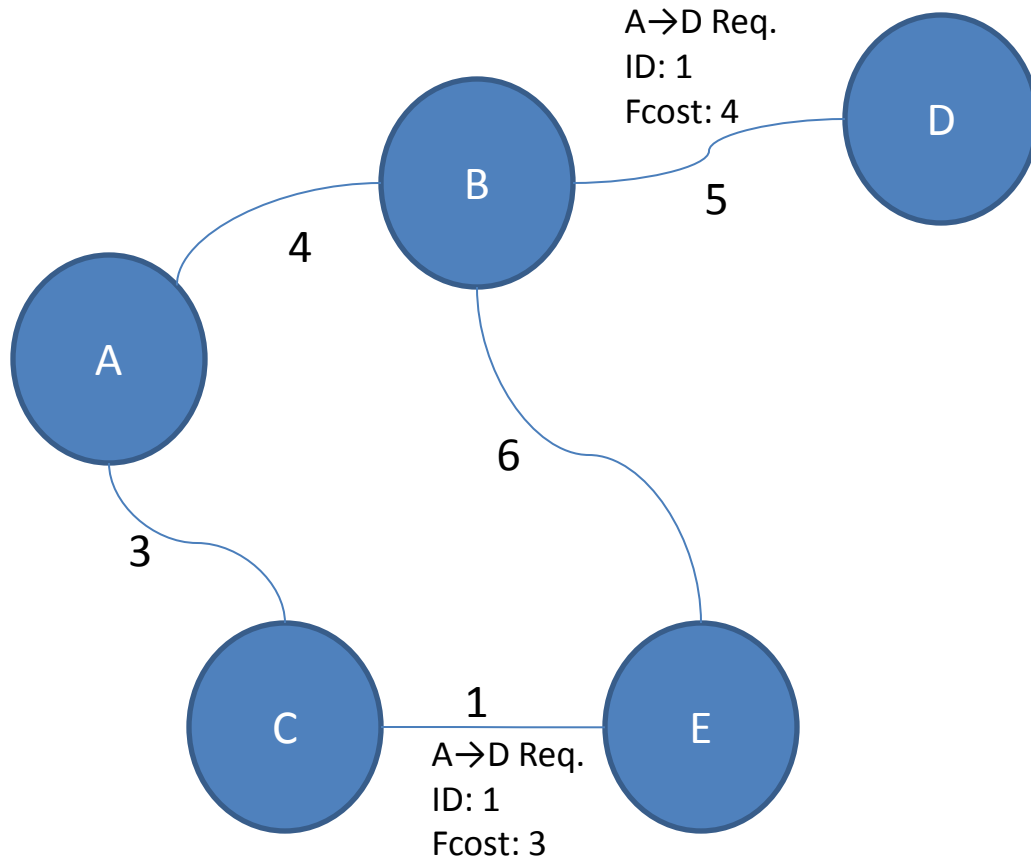 A→D Req.
ID: 1
Fcost: 4
D
B
5
4
A
6
3
1
C
E
A→D Req.
ID: 1
Fcost: 3